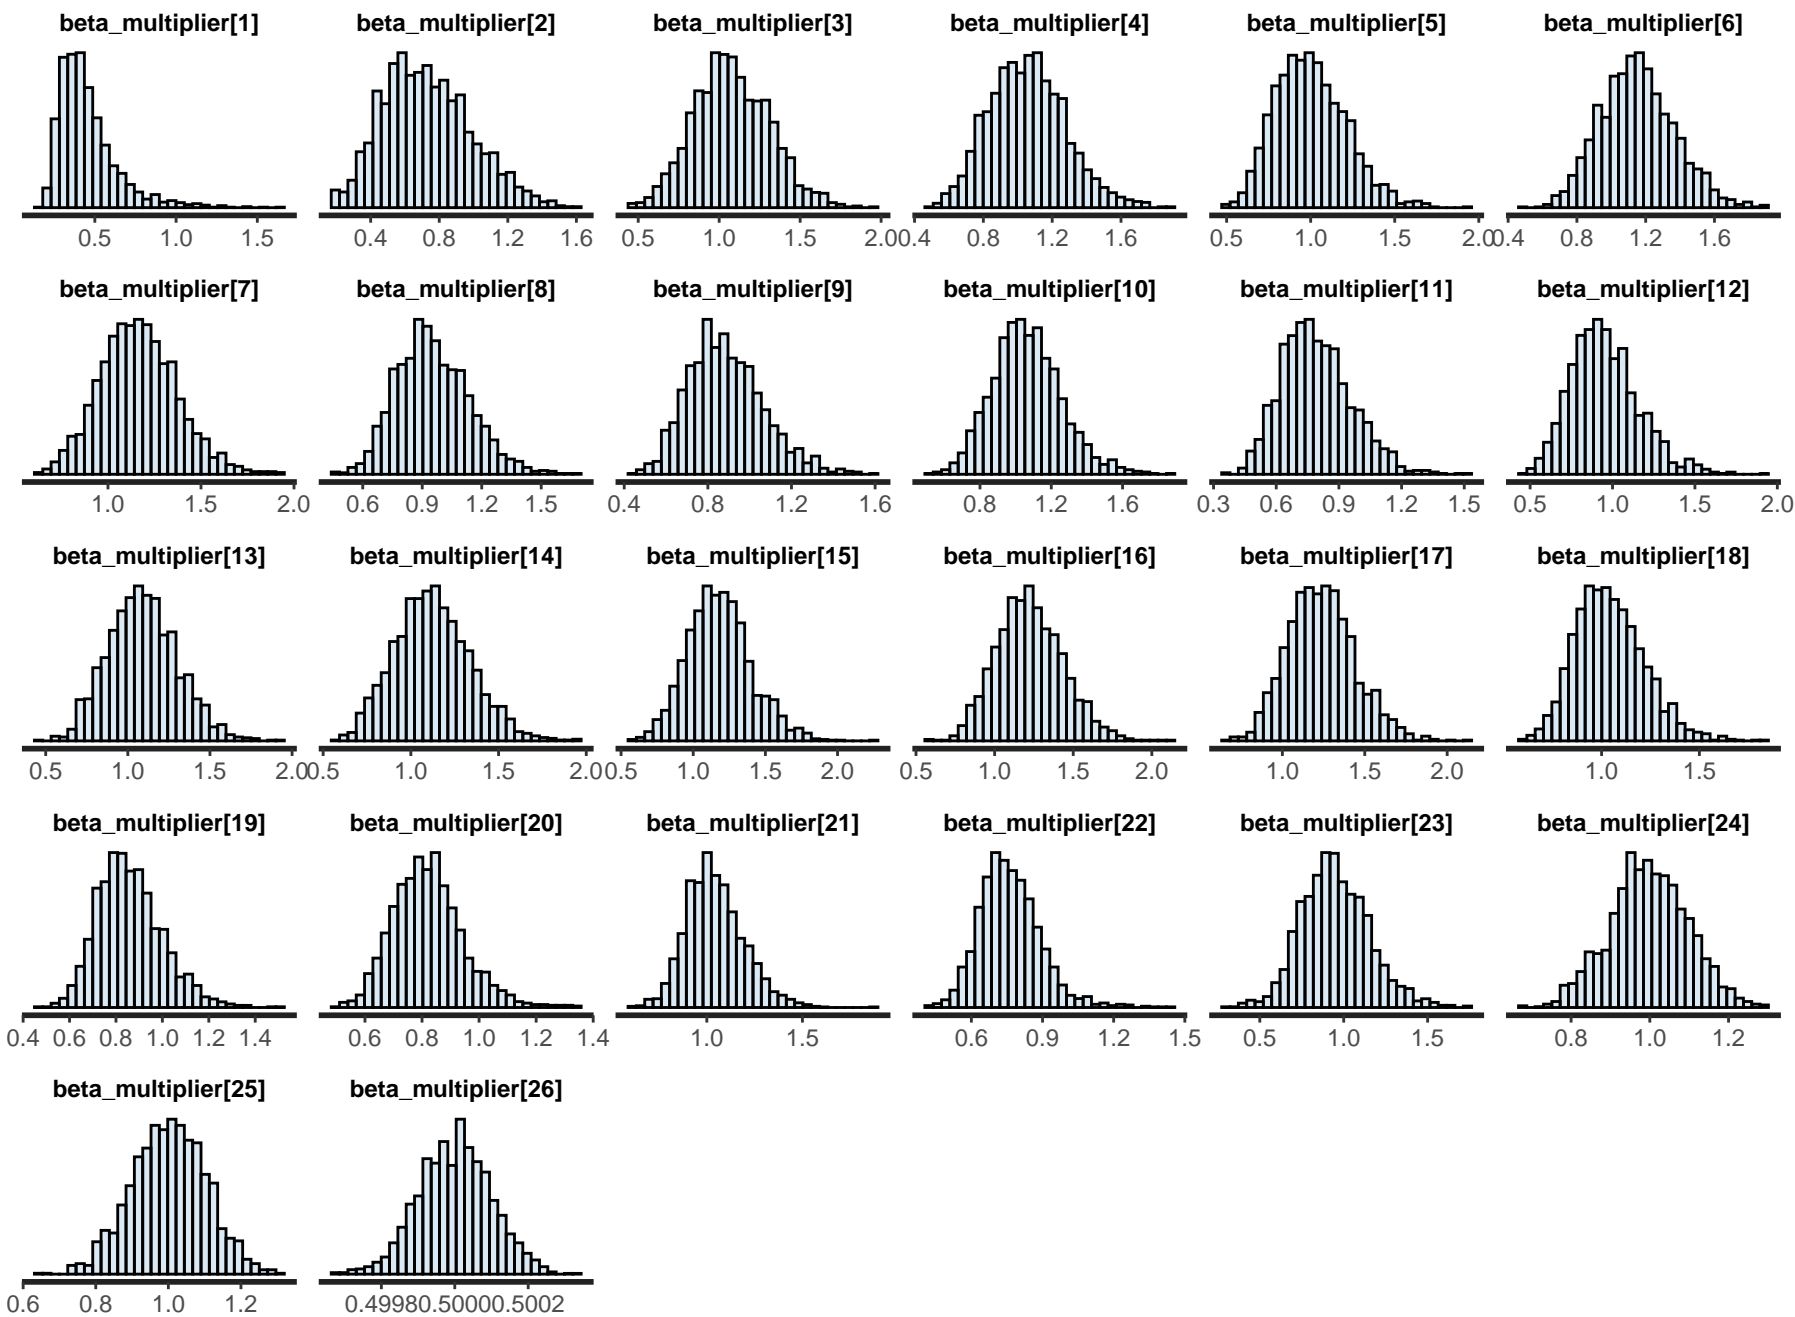 beta_multiplier[1] beta_multiplier[2] beta_multiplier[3] beta_multiplier[4] beta_multiplier[5] beta_multiplier[6]
0.5 1.0 1.5 0.4 0.8 1.2 1.6 0.5 1.0 1.5 2.0 0.4 0.8 1.2 1.6 0.5 1.0 1.5 2.0 0.4 0.8 1.2 1.6
beta_multiplier[7] beta_multiplier[8] beta_multiplier[9] beta_multiplier[10] beta_multiplier[11] beta_multiplier[12]
1.0 1.5 2.0 0.6 0.9 1.2 1.5 0.4 0.8 1.2 1.6 0.8 1.2 1.6 0.3 0.6 0.9 1.2 1.5 0.5 1.0 1.5 2.0
beta_multiplier[13] beta_multiplier[14] beta_multiplier[15] beta_multiplier[16] beta_multiplier[17] beta_multiplier[18]
0.5 1.0 1.5 2.0 0.5 1.0 1.5 2.0 0.5 1.0 1.5 2.0 0.5 1.0 1.5 2.0 1.0 1.5 2.0 1.0 1.5
beta_multiplier[19] beta_multiplier[20] beta_multiplier[21] beta_multiplier[22] beta_multiplier[23] beta_multiplier[24]
0.4 0.6 0.8 1.0 1.2 1.4 0.6 0.8 1.0 1.2 1.4 1.0 1.5 0.6 0.9 1.2 1.5 0.5 1.0 1.5 0.8 1.0 1.2
beta_multiplier[25] beta_multiplier[26]
0.6 0.8 1.0 1.2 0.4998 0.5000 0.5002